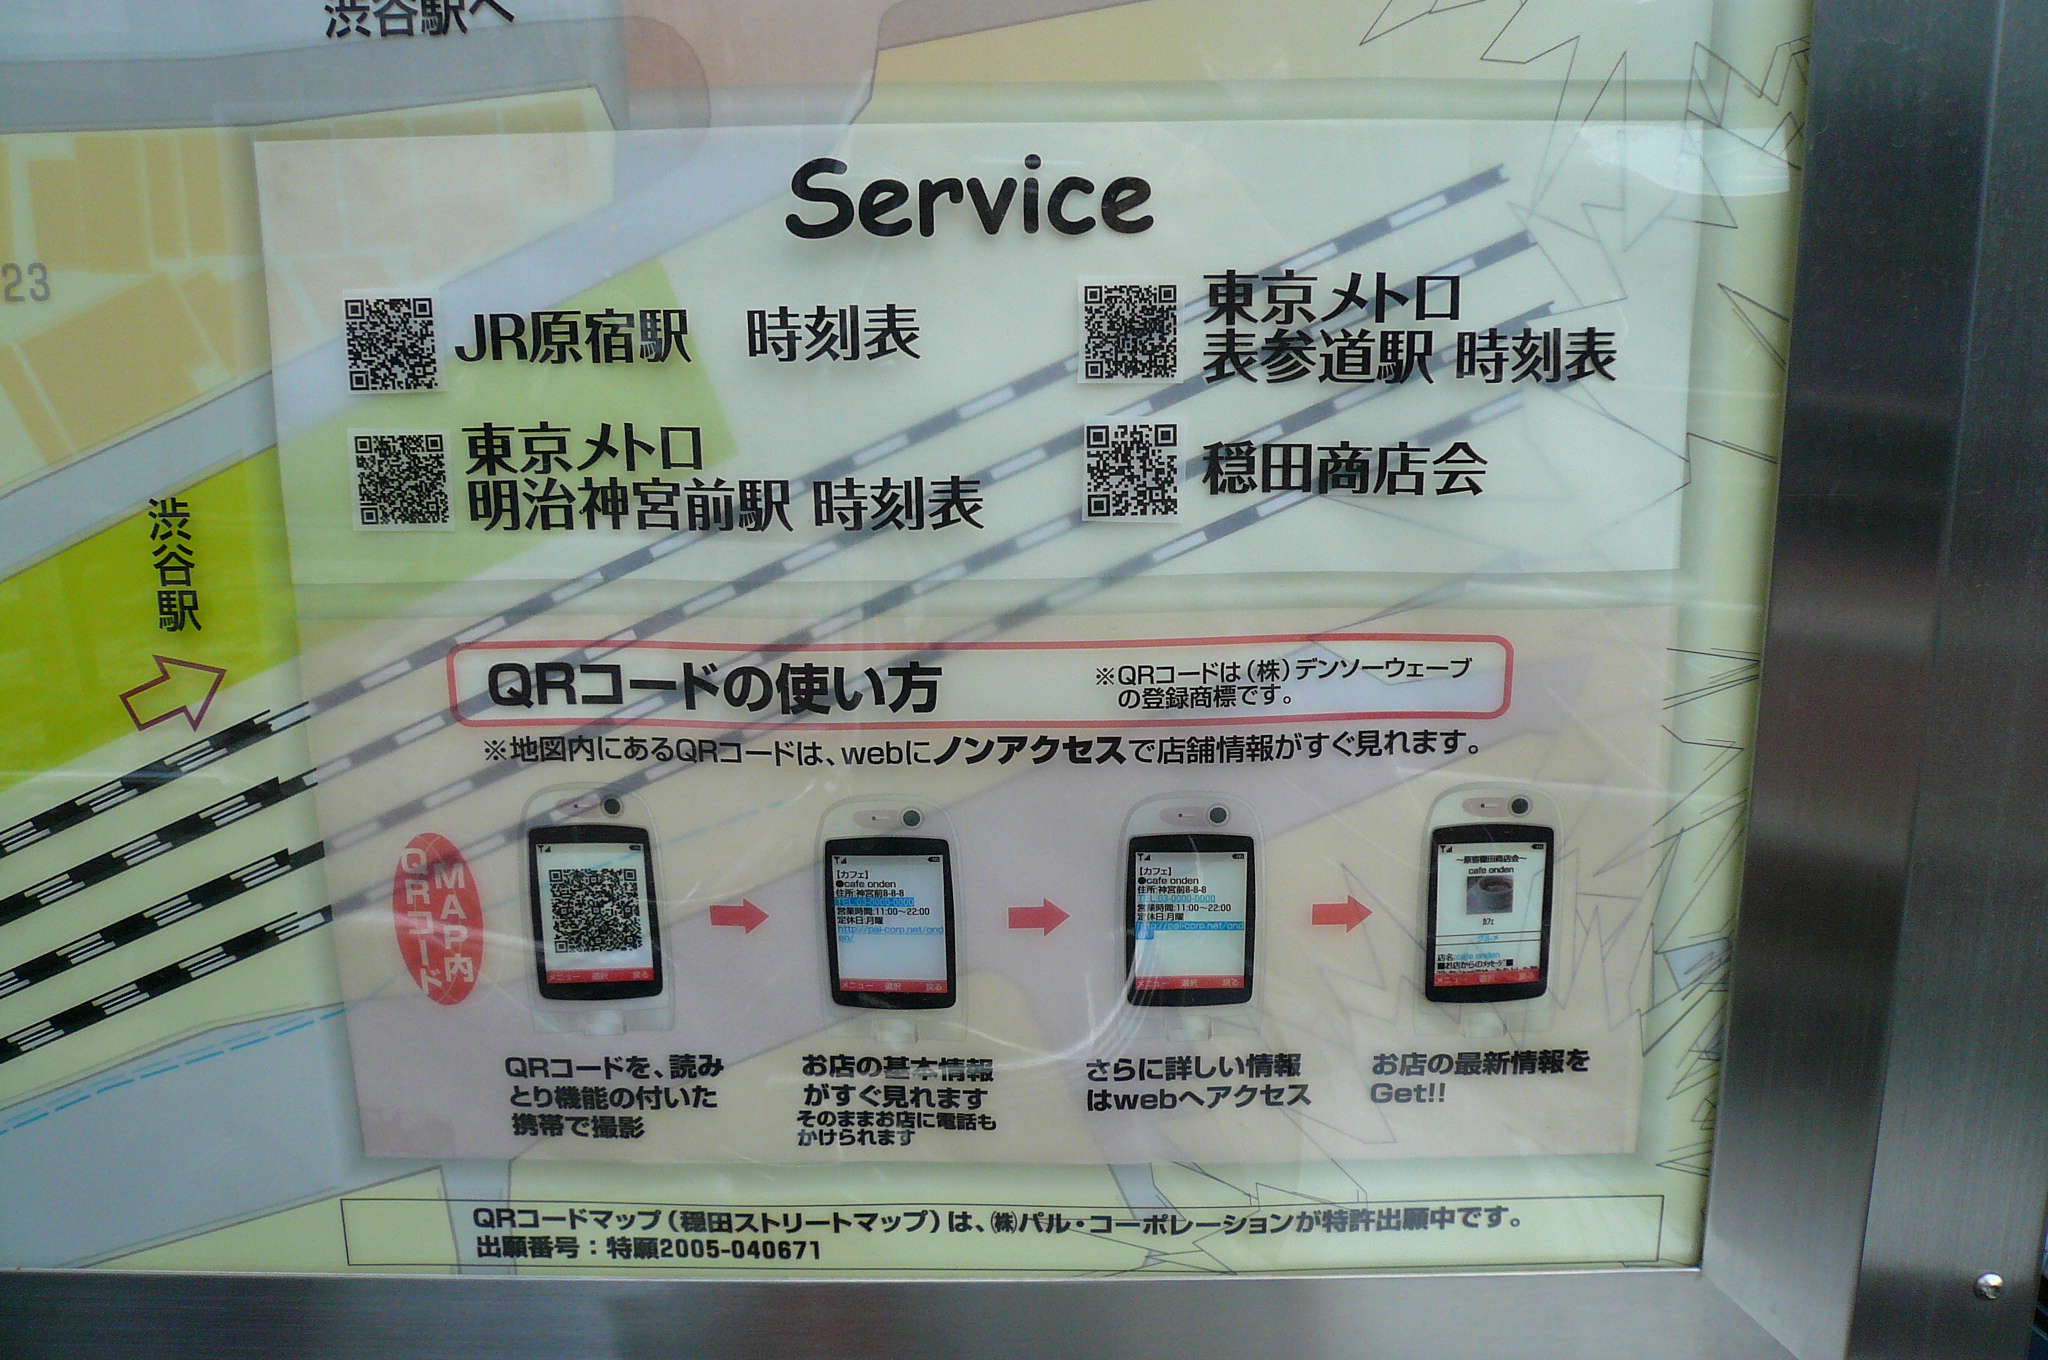 渋谷駅へ
23
渋谷駅
Service
JR原宿駅 時刻表
東京メトロ
表参道駅 時刻表
東京メトロ
明治神宮前駅 時刻表
穏田商店会
QRコードの使い方
※QRコードは(株)デンソーウェーブ
の登録商標です。
※地図内にあるQRコードは、webにノンアクセスで店舗情報がすぐ見れます。
MAP内
QRコード
メニュー 選択 戻る
【カフェ】
●cafe onden
住所:神宮前8-8-8
TEL:03-0000-0000
営業時間:11:00～22:00
定休日:月曜
http://pal-corp.net/ond
en/
メニュー 選択 戻る
【カフェ】
●cafe onden
住所:神宮前8-8-8
TEL:03-0000-0000
営業時間:11:00～22:00
定休日:月曜
http://pal-corp.net/ond
メニュー 選択 戻る
～原宿穏田商店会～
cafe onden
カフェ
グルメ
店名:cafe onden
■お店からのメッセージ■
メニュー 選択 戻る
QRコードを、読み
とり機能の付いた
携帯で撮影
お店の基本情報
がすぐ見れます
そのままお店に電話も
かけられます
さらに詳しい情報
はwebへアクセス
お店の最新情報を
Get!!
QRコードマップ(穏田ストリートマップ)は、㈱パル・コーポレーションが特許出願中です。
出願番号：特願2005-040671